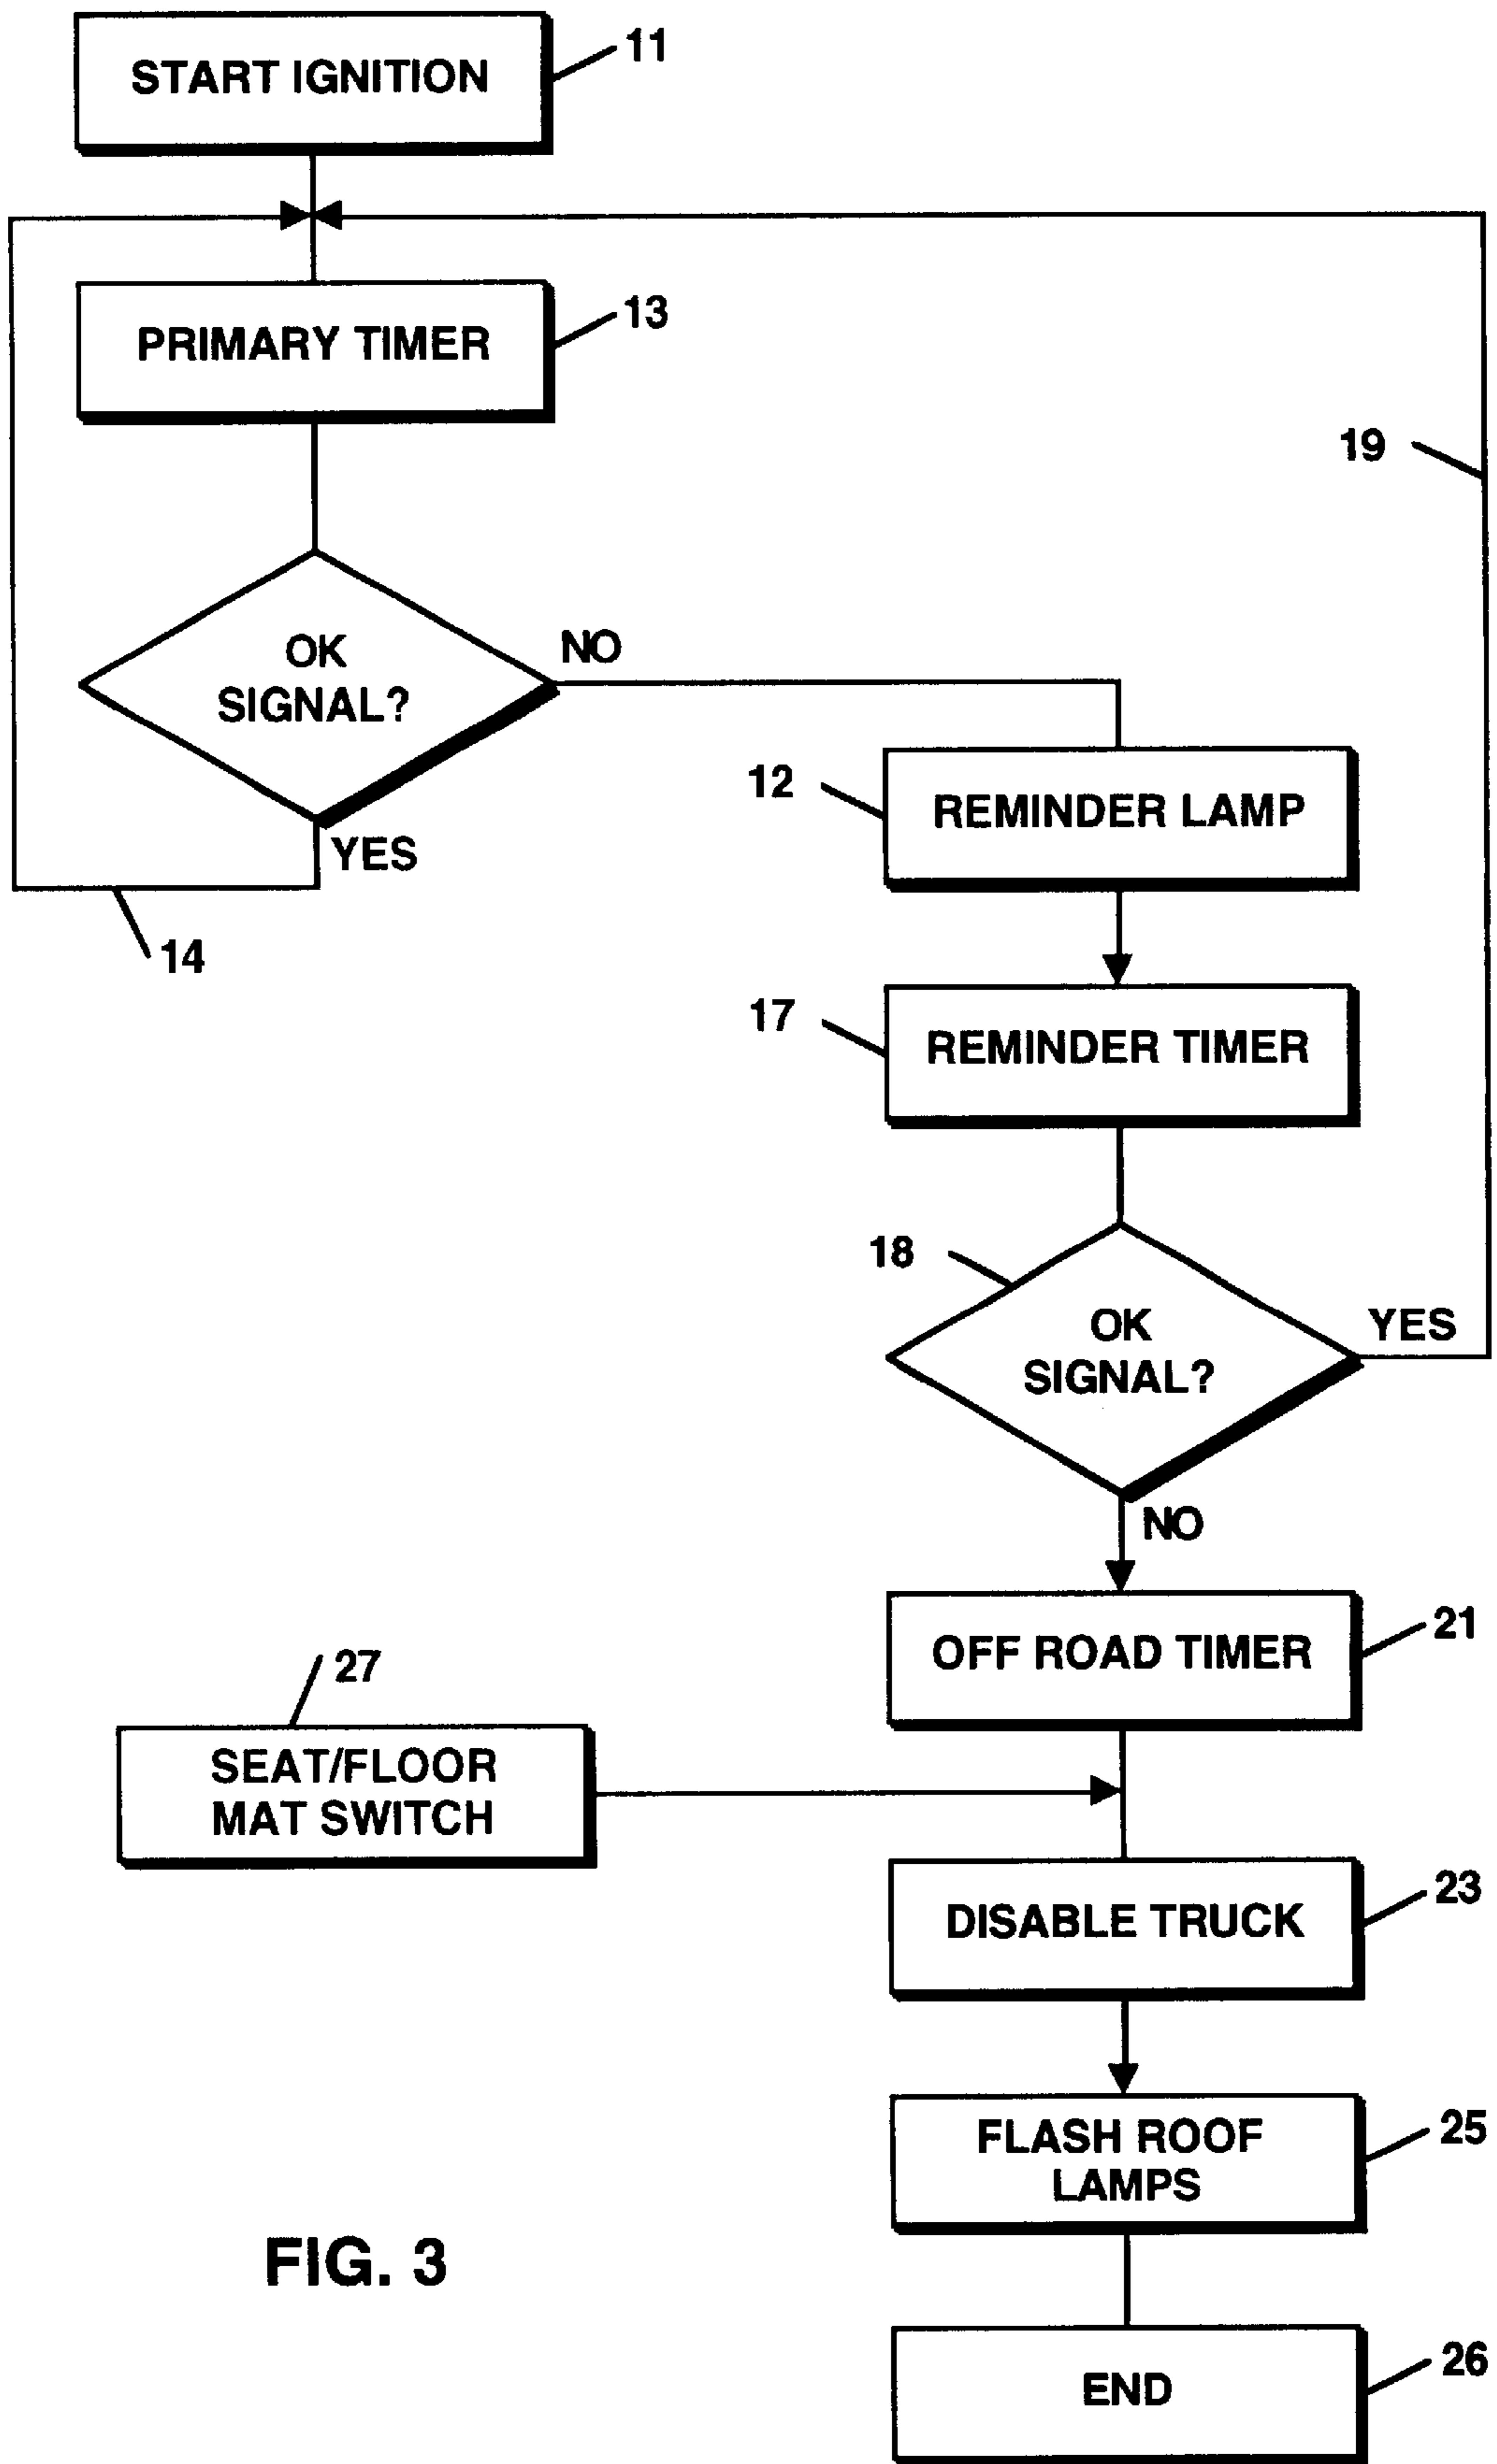 START IGNITION
11
PRIMARY TIMER
13
19
OK
SIGNAL?
NO
YES
14
12
REMINDER LAMP
17
REMINDER TIMER
18
OK
SIGNAL?
YES
NO
OFF ROAD TIMER
21
27
SEAT/FLOOR
MAT SWITCH
DISABLE TRUCK
23
FLASH ROOF
LAMPS
25
FIG. 3
END
26